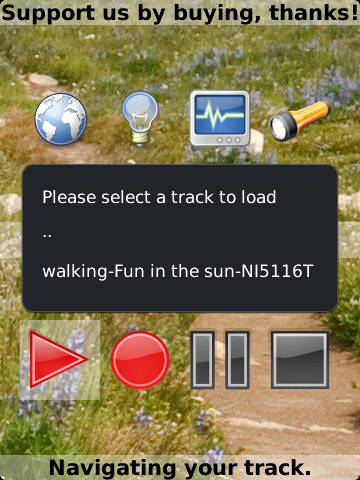 Support us by buying, thanks!
Please select a track to load
..
walking-Fun in the sun-NI5116T
Navigating your track.